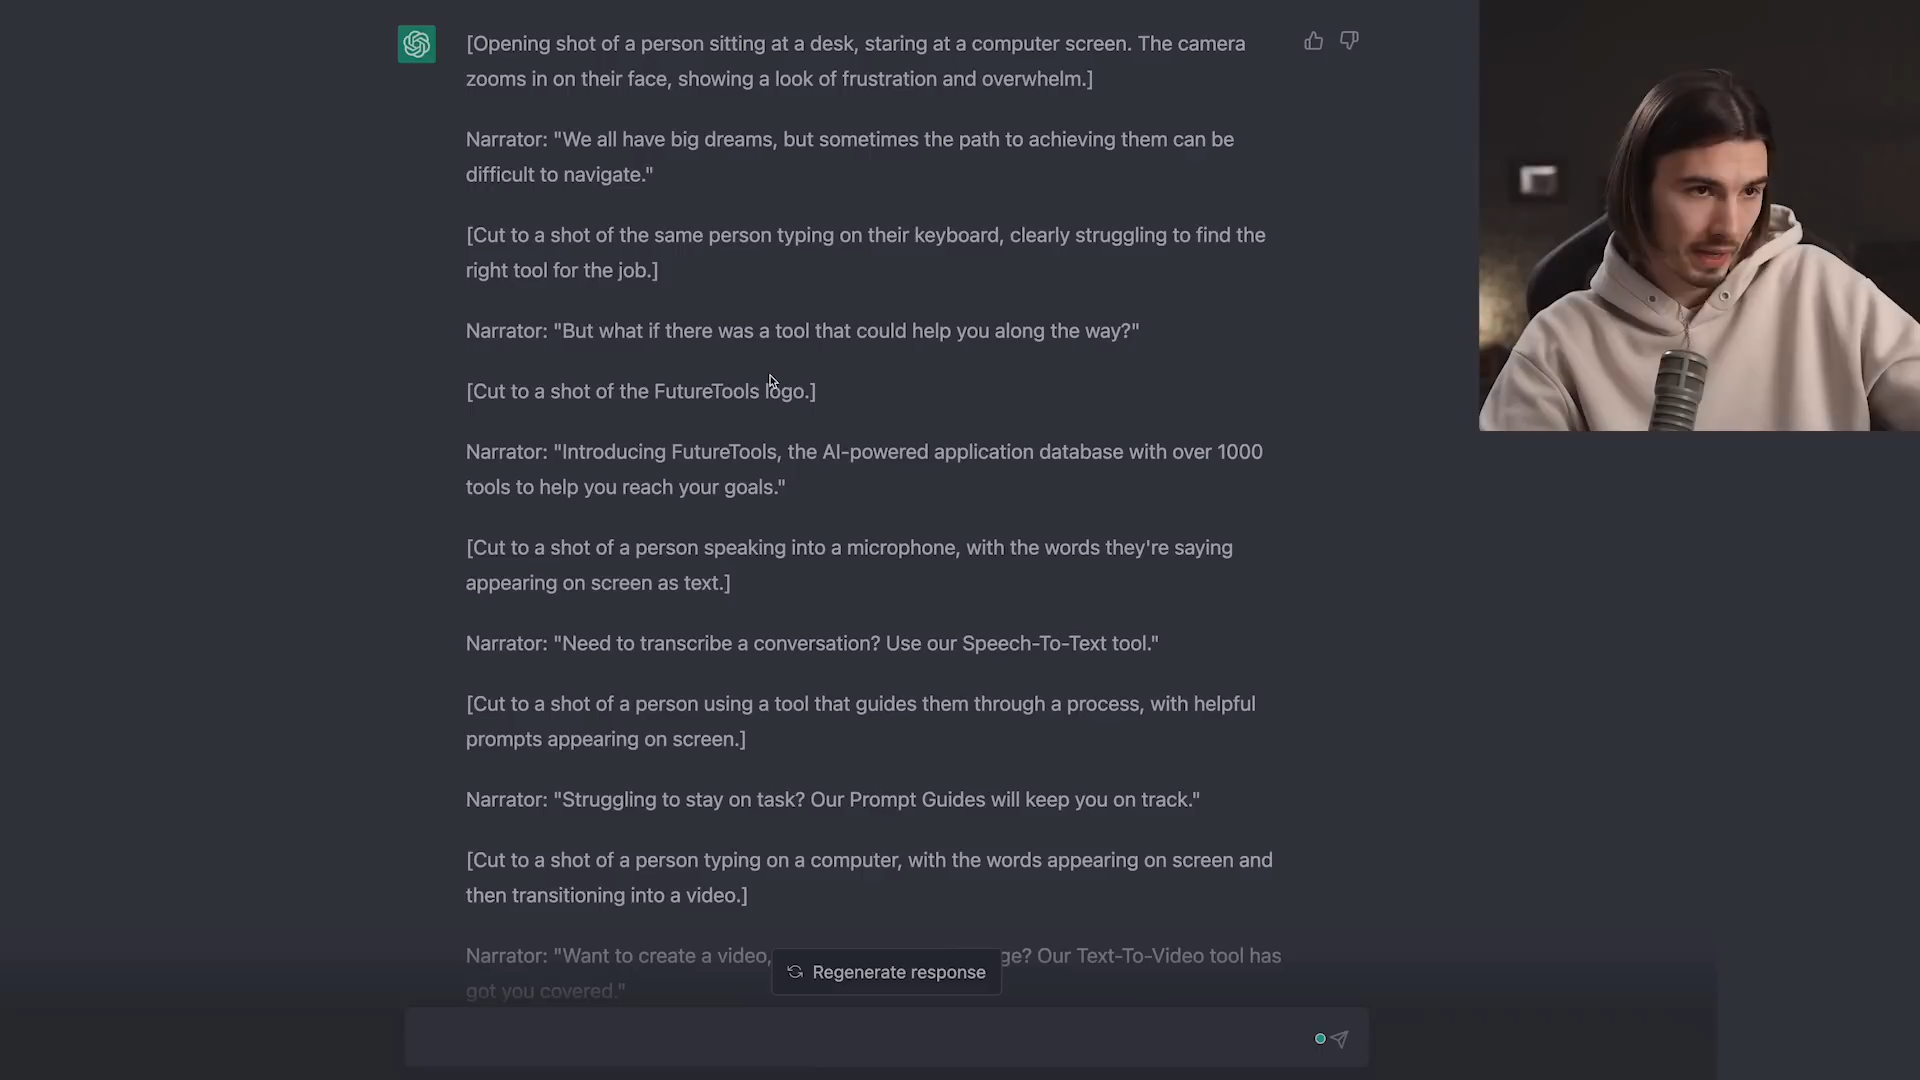 [Opening shot of a person sitting at a desk, staring at a computer screen. The camera
zooms in on their face, showing a look of frustration and overwhelm.]
Narrator: "We all have big dreams, but sometimes the path to achieving them can be
difficult to navigate."
[Cut to a shot of the same person typing on their keyboard, clearly struggling to find the
right tool for the job.]
Narrator: "But what if there was a tool that could help you along the way?"
[Cut to a shot of the FutureTools logo.]
Narrator: "Introducing FutureTools, the AI-powered application database with over 1000
tools to help you reach your goals."
[Cut to a shot of a person speaking into a microphone, with the words they're saying
appearing on screen as text.]
Narrator: "Need to transcribe a conversation? Use our Speech-To-Text tool."
[Cut to a shot of a person using a tool that guides them through a process, with helpful
prompts appearing on screen.]
Narrator: "Struggling to stay on task? Our Prompt Guides will keep you on track."
[Cut to a shot of a person typing on a computer, with the words appearing on screen and
then transitioning into a video.]
Narrator: "Want to create a video, ge? Our Text-To-Video tool has
got you covered."
Regenerate response